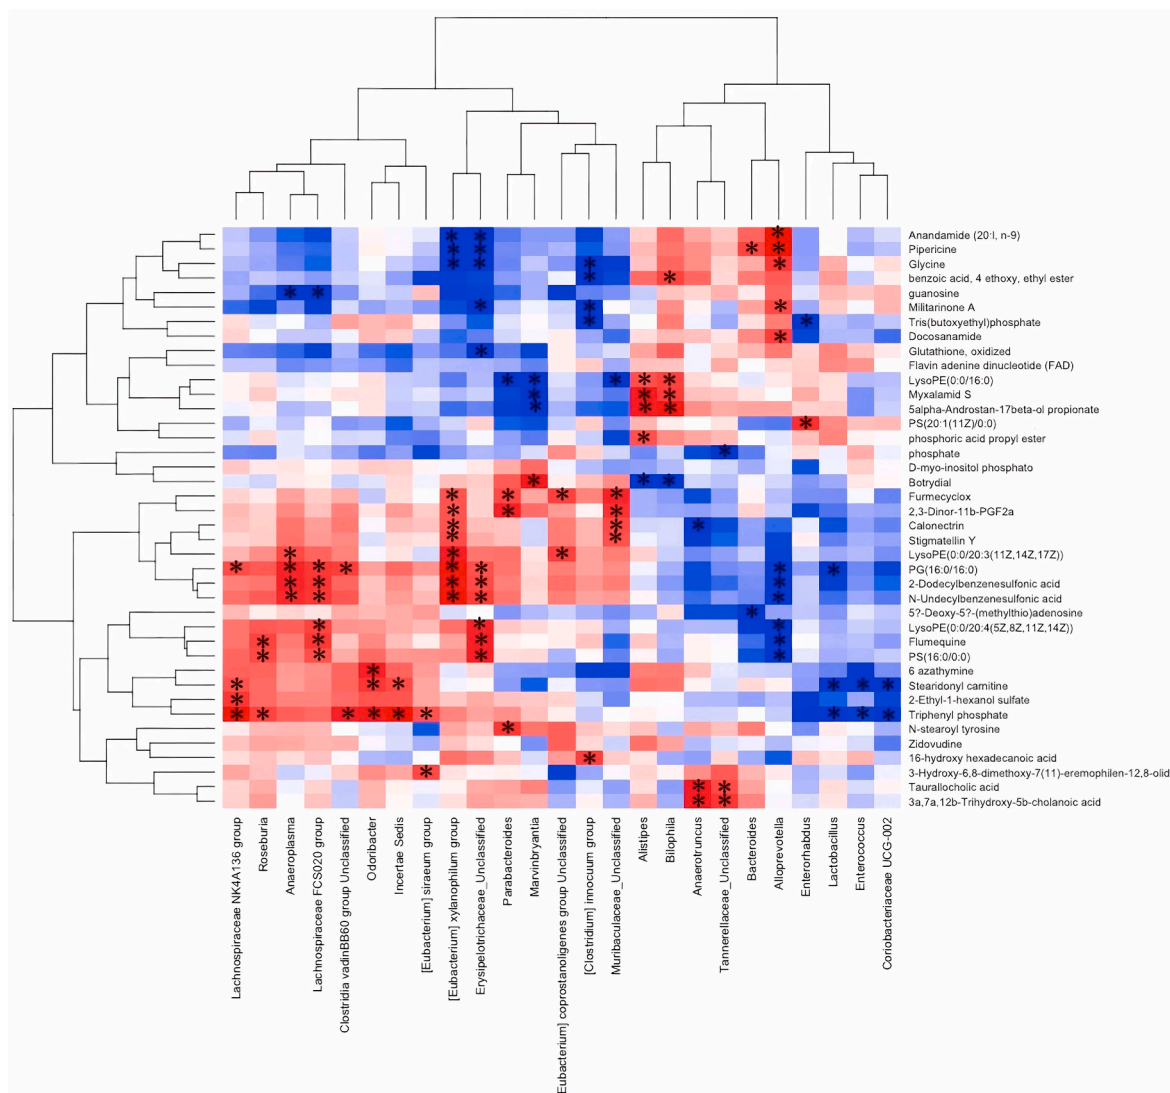 Anandamide (20:l, n-9)
Pipericine
Glycine
benzoic acid, 4 ethoxy, ethyl ester
guanosine
Militarinone A
Tris(butoxyethyl)phosphate
Docosanamide
Glutathione, oxidized
Flavin adenine dinucleotide (FAD)
LysoPE(0:0/16:0)
Myxalamid S
5alpha-Androstan-17beta-ol propionate
PS(20:1(11Z)/0:0)
phosphoric acid propyl ester
phosphate
D-myo-inositol phosphato
Botrydial
Furmecyclox
2,3-Dinor-11b-PGF2a
Calonectrin
Stigmatellin Y
LysoPE(0:0/20:3(11Z,14Z,17Z))
PG(16:0/16:0)
2-Dodecylbenzenesulfonic acid
N-Undecylbenzenesulfonic acid
5?-Deoxy-5?-(methylthio)adenosine
LysoPE(0:0/20:4(5Z,8Z,11Z,14Z))
Flumequine
PS(16:0/0:0)
6 azathymine
Stearidonyl carnitine
2-Ethyl-1-hexanol sulfate
Triphenyl phosphate
N-stearoyl tyrosine
Zidovudine
16-hydroxy hexadecanoic acid
3-Hydroxy-6,8-dimethoxy-7(11)-eremophilen-12,8-olid
Taurallocholic acid
3a,7a,12b-Trihydroxy-5b-cholanoic acid
Lachnospiraceae NK4A136 group
Roseburia
Anaeroplasma
Lachnospiraceae FCS020 group
Clostridia vadinBB60 group Unclassified
Odoribacter
Incertae Sedis
[Eubacterium] siraeum group
[Eubacterium] xylanophilum group
Erysipelotrichaceae_Unclassified
Parabacteroides
Marvinbryantia
Eubacterium] coprostanoligenes group Unclassified
[Clostridium] innocuum group
Muribaculaceae_Unclassified
Alistipes
Bilophila
Anaerotruncus
Tannerellaceae_Unclassified
Bacteroides
Alloprevotella
Enterorhabdus
Lactobacillus
Enterococcus
Coriobacteriaceae UCG-002